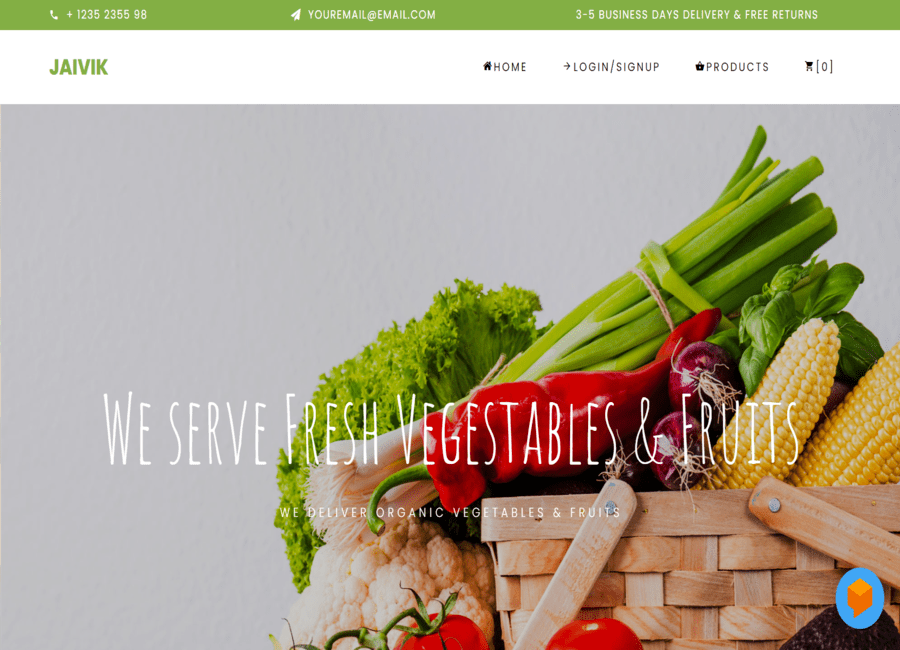 + 1235 2355 98
YOUREMAIL@EMAIL.COM
3-5 BUSINESS DAYS DELIVERY & FREE RETURNS
JAIVIK
HOME
LOGIN/SIGNUP
PRODUCTS
[0]
We serve Fresh Vegestables & Fruits
WE DELIVER ORGANIC VEGETABLES & FRUITS